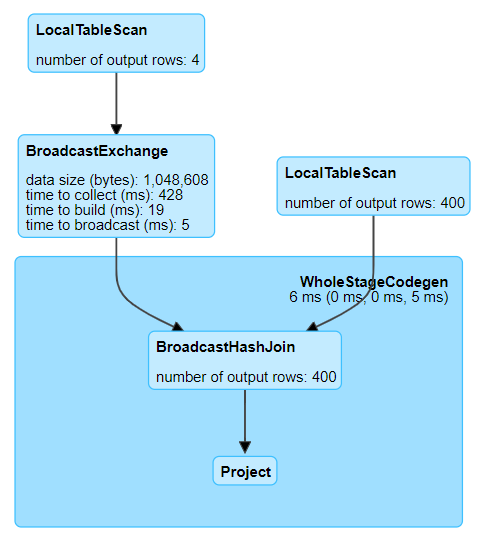 LocalTableScan
number of output rows: 4
BroadcastExchange
data size (bytes): 1,048,608
time to collect (ms): 428
time to build (ms): 19
time to broadcast (ms): 5
LocalTableScan
number of output rows: 400
WholeStageCodegen
6 ms (0 ms, 0 ms, 5 ms)
BroadcastHashJoin
number of output rows: 400
Project